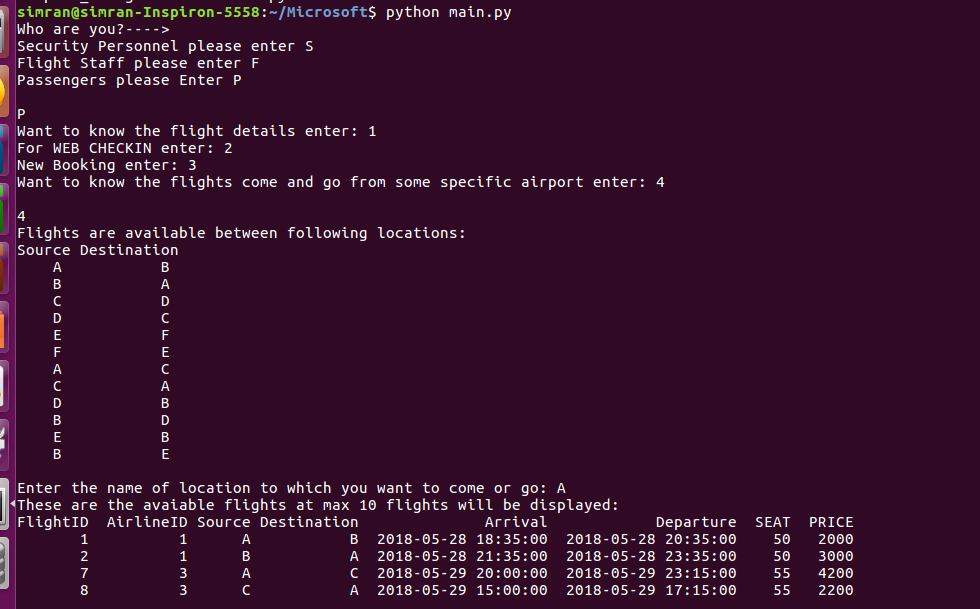 simran@simran-Inspiron-5558:~/Microsoft$ python main.py
Who are you?---->
Security Personnel please enter S
Flight Staff please enter F
Passengers please Enter P
P
Want to know the flight details enter: 1
For WEB CHECKIN enter: 2
New Booking enter: 3
Want to know the flights come and go from some specific airport enter: 4
4
Flights are available between following locations:
Source Destination
A B
B A
C D
D C
E F
F E
A C
C A
D B
B D
E B
B E
Enter the name of location to which you want to come or go: A
These are the avaiable flights at max 10 flights will be displayed:
FlightID AirlineID Source Destination Arrival Departure SEAT PRICE
1 1 A B 2018-05-28 18:35:00 2018-05-28 20:35:00 50 2000
2 1 B A 2018-05-28 21:35:00 2018-05-28 23:35:00 50 3000
7 3 A C 2018-05-29 20:00:00 2018-05-29 23:15:00 55 4200
8 3 C A 2018-05-29 15:00:00 2018-05-29 17:15:00 55 2200